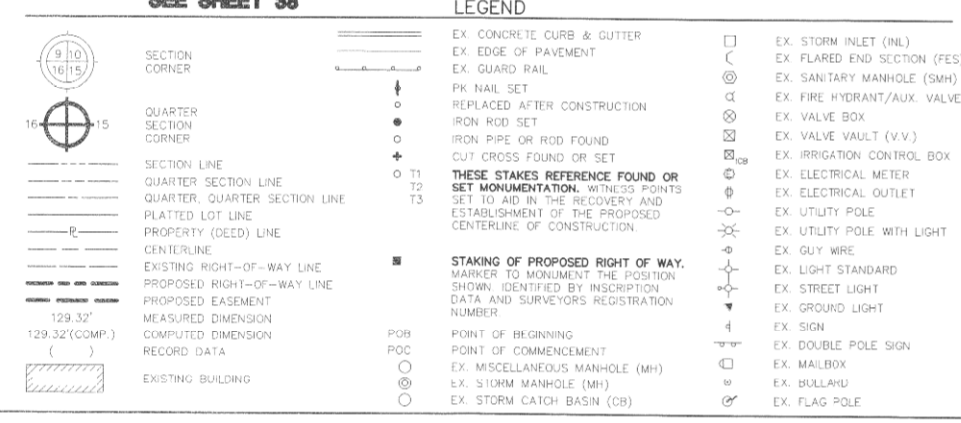 SEE SHEET 38
LEGEND
9 10
16 15
SECTION
CORNER
16 15
QUARTER
SECTION
CORNER
SECTION LINE
QUARTER SECTION LINE
QUARTER, QUARTER SECTION LINE
PLATTED LOT LINE
PL PROPERTY (DEED) LINE
CENTERLINE
EXISTING RIGHT-OF-WAY LINE
PROPOSED RIGHT-OF-WAY LINE
PROPOSED EASEMENT
129.32' MEASURED DIMENSION
129.32'(COMP.) COMPUTED DIMENSION
( ) RECORD DATA
EXISTING BUILDING
EX. CONCRETE CURB & GUTTER
EX. EDGE OF PAVEMENT
EX. GUARD RAIL
PK NAIL SET
REPLACED AFTER CONSTRUCTION
IRON ROD SET
IRON PIPE OR ROD FOUND
CUT CROSS FOUND OR SET
T1 THESE STAKES REFERENCE FOUND OR
T2 SET MONUMENTATION. WITNESS POINTS
T3 SET TO AID IN THE RECOVERY AND
ESTABLISHMENT OF THE PROPOSED
CENTERLINE OF CONSTRUCTION.
STAKING OF PROPOSED RIGHT OF WAY.
MARKER TO MONUMENT THE POSITION
SHOWN. IDENTIFIED BY INSCRIPTION
DATA AND SURVEYORS REGISTRATION
NUMBER.
POB POINT OF BEGINNING
POC POINT OF COMMENCEMENT
EX. MISCELLANEOUS MANHOLE (MH)
EX. STORM MANHOLE (MH)
EX. STORM CATCH BASIN (CB)
EX. STORM INLET (INL)
EX. FLARED END SECTION (FES)
EX. SANITARY MANHOLE (SMH)
EX. FIRE HYDRANT/AUX. VALVE
EX. VALVE BOX
EX. VALVE VAULT (V.V.)
ICB EX. IRRIGATION CONTROL BOX
EX. ELECTRICAL METER
EX. ELECTRICAL OUTLET
EX. UTILITY POLE
EX. UTILITY POLE WITH LIGHT
EX. GUY WIRE
EX. LIGHT STANDARD
EX. STREET LIGHT
EX. GROUND LIGHT
EX. SIGN
EX. DOUBLE POLE SIGN
EX. MAILBOX
EX. BOLLARD
EX. FLAG POLE